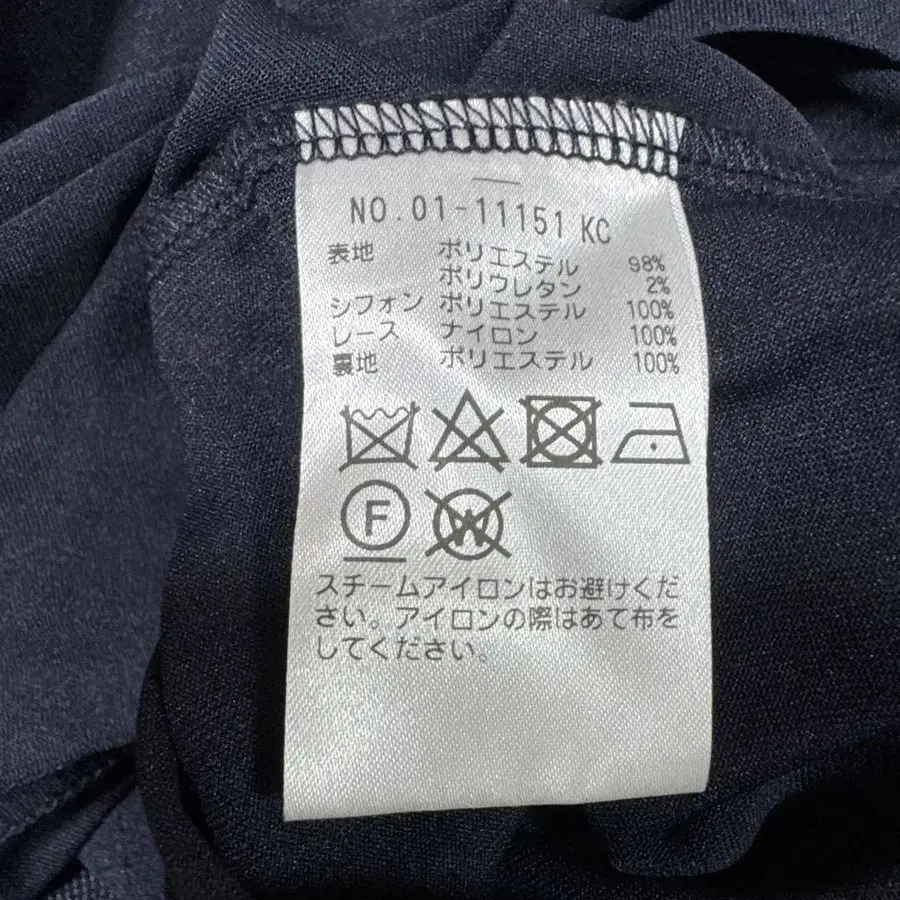 NO.01-11151 KC
表地 ポリエステル 98%
ポリウレタン 2%
シフォン ポリエステル 100%
レース ナイロン 100%
裏地 ポリエステル 100%
F W
スチームアイロンはお避けくだ
さい。アイロンの際はあて布を
してください。